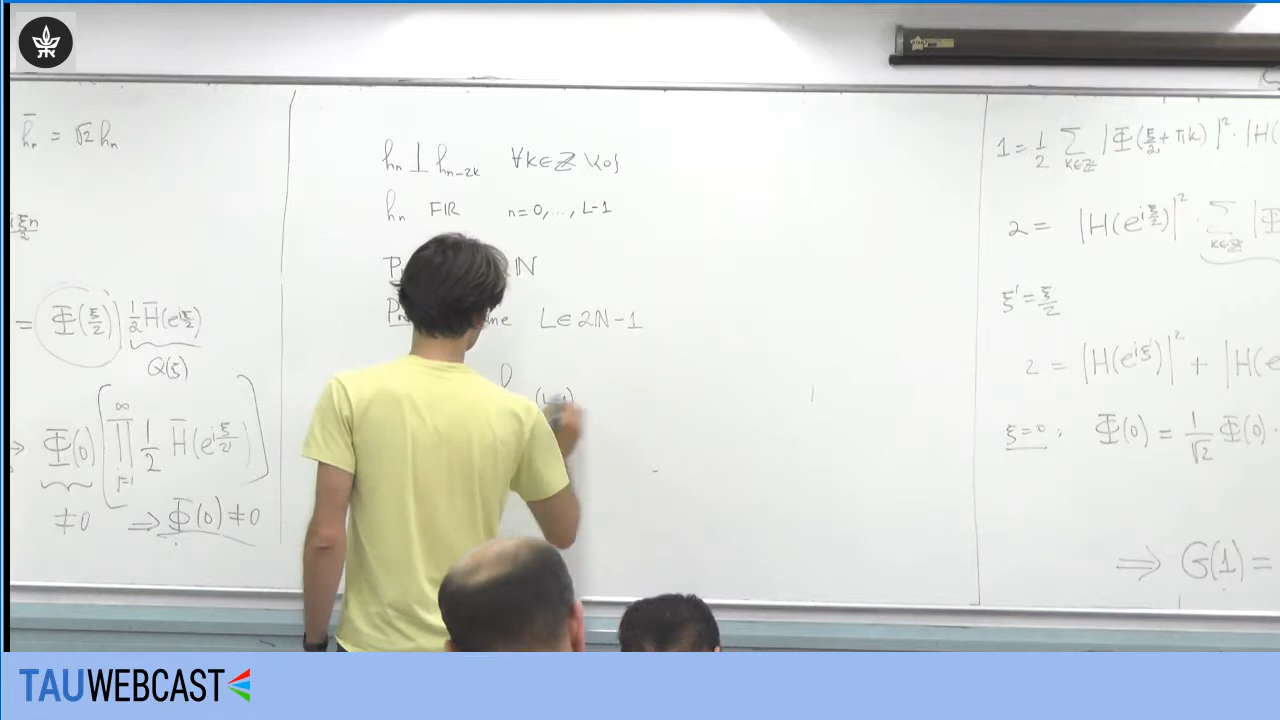 h̄ₙ = √2 hₙ
= Φ(ξ/2) ½ H̄(e^{iξ/2})
Q(ξ)
Φ(0) ∏_{j=1}^{∞} ½ H̄(e^{iξ/2^j})
≠0 ⟹ Φ(0) ≠ 0
hₙ ⊥ hₙ₋₂ₖ ∀k∈ℤ\{0}
hₙ FIR n=0,...,L-1
ℕ
L∈2ℕ-1
1 = ½ Σ_{k∈ℤ} |Φ(ξ/2+πk)|² · |H(
2 = |H(e^{iξ/2})|² · Σ_{k∈ℤ} |Φ
ξ' = ξ/2
2 = |H(e^{iξ})|² + |H(e
ξ=0: Φ(0) = 1/√2 Φ(0) ·
⟹ G(1) =
TAUWEBCAST